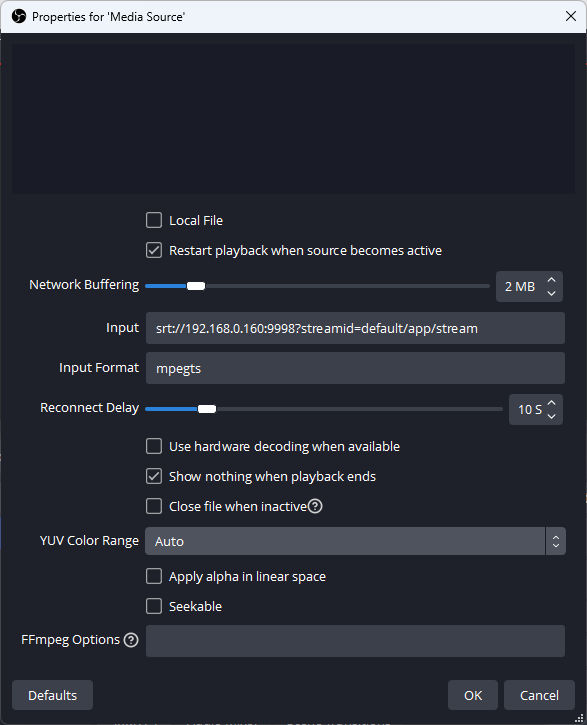 Properties for 'Media Source'
Local File
Restart playback when source becomes active
Network Buffering 2 MB
Input srt://192.168.0.160:9998?streamid=default/app/stream
Input Format mpegts
Reconnect Delay 10 S
Use hardware decoding when available
Show nothing when playback ends
Close file when inactive ?
YUV Color Range Auto
Apply alpha in linear space
Seekable
FFmpeg Options ?
Defaults OK Cancel